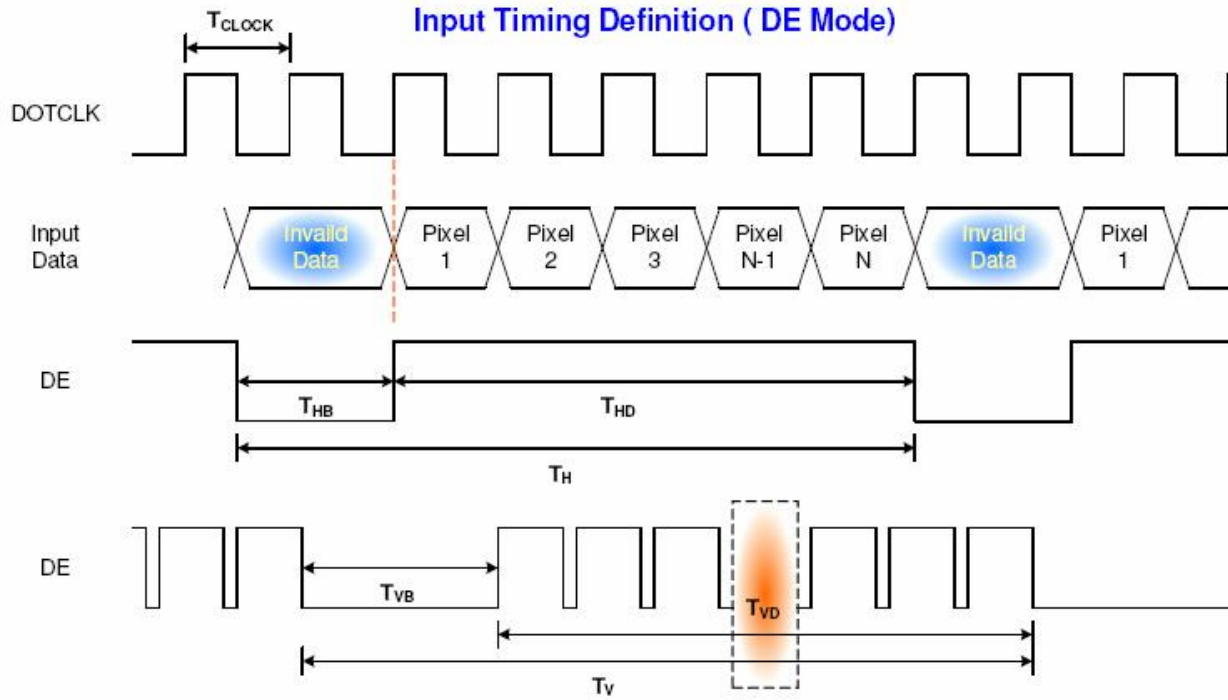 Input Timing Definition ( DE Mode)
TCLOCK
DOTCLK
Input
Data
Invaild
Data
Pixel
1
Pixel
2
Pixel
3
Pixel
N-1
Pixel
N
Invaild
Data
Pixel
1
DE
THB
THD
TH
DE
TVB
TVD
TV